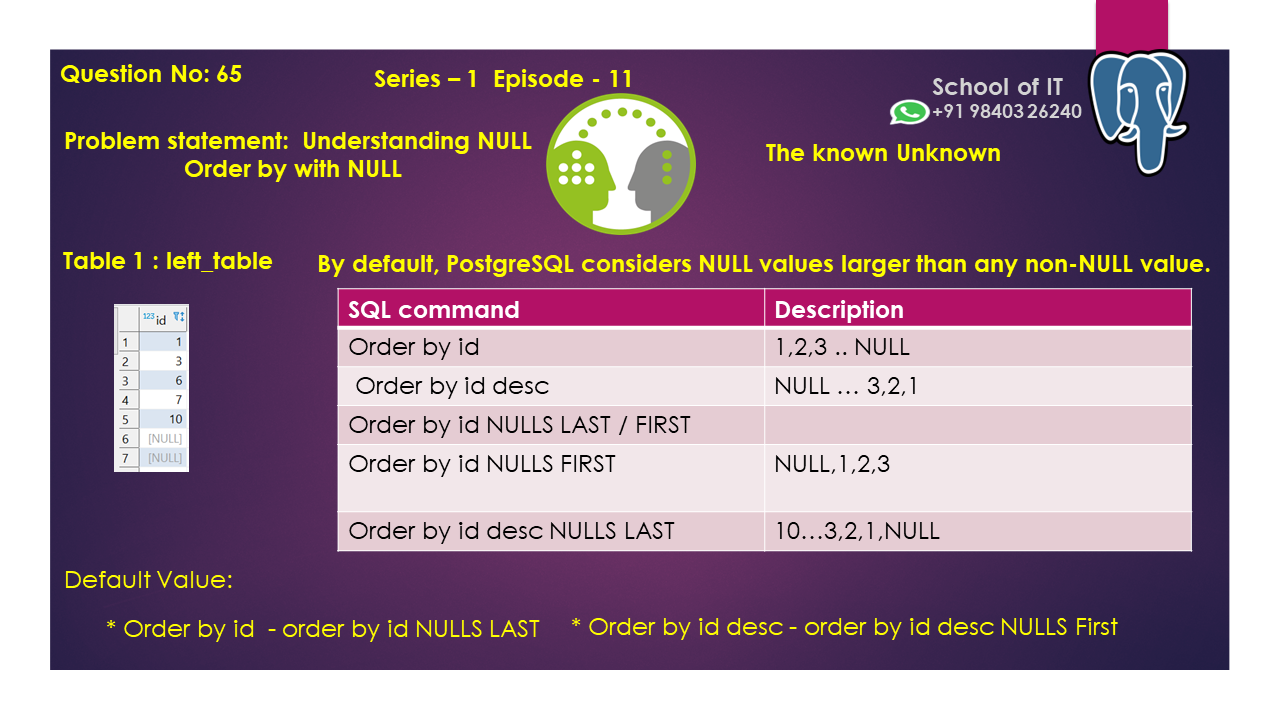 Question No: 65
Series – 1 Episode - 11
School of IT
+91 98403 26240
Problem statement: Understanding NULL
Order by with NULL
The known Unknown
Table 1 : left_table
By default, PostgreSQL considers NULL values larger than any non-NULL value.
123 id
1 1
2 3
3 6
4 7
5 10
6 [NULL]
7 [NULL]
SQL command Description
Order by id 1,2,3 .. NULL
Order by id desc NULL … 3,2,1
Order by id NULLS LAST / FIRST
Order by id NULLS FIRST NULL,1,2,3
Order by id desc NULLS LAST 10…3,2,1,NULL
Default Value:
* Order by id - order by id NULLS LAST * Order by id desc - order by id desc NULLS First